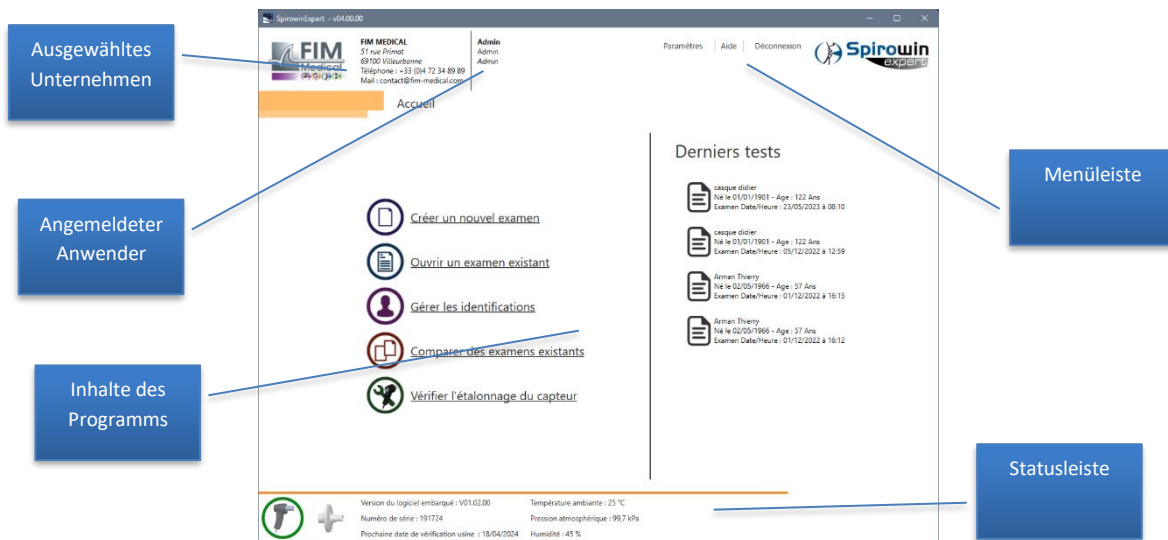 SpirowinExpert - v04.00.00
Ausgewähltes
Unternehmen
FIM
Medical
FIM MEDICAL
51 rue Primat
69100 Villeurbanne
Téléphone : +33 (0)4 72 34 89 89
Mail : contact@fim-medical.com
Admin
Admin
Admin
Paramètres
Aide
Déconnexion
Spirowin
expert
Accueil
Menüleiste
Angemeldeter
Anwender
Créer un nouvel examen
Ouvrir un examen existant
Gérer les identifications
Comparer des examens existants
Vérifier l'étalonnage du capteur
Derniers tests
casque didier
Né le 01/01/1901 - Age : 122 Ans
Examen Date/Heure : 23/05/2023 à 08:10
casque didier
Né le 01/01/1901 - Age : 122 Ans
Examen Date/Heure : 05/12/2022 à 12:59
Arman Thierry
Né le 02/05/1966 - Age : 57 Ans
Examen Date/Heure : 01/12/2022 à 16:15
Arman Thierry
Né le 02/05/1966 - Age : 57 Ans
Examen Date/Heure : 01/12/2022 à 16:12
Inhalte des
Programms
Statusleiste
Version du logiciel embarqué : V01.02.00
Numéro de série : 191724
Prochaine date de vérification usine : 18/04/2024
Température ambiante : 25 °C
Pression atmosphérique : 99,7 kPa
Humidité : 45 %